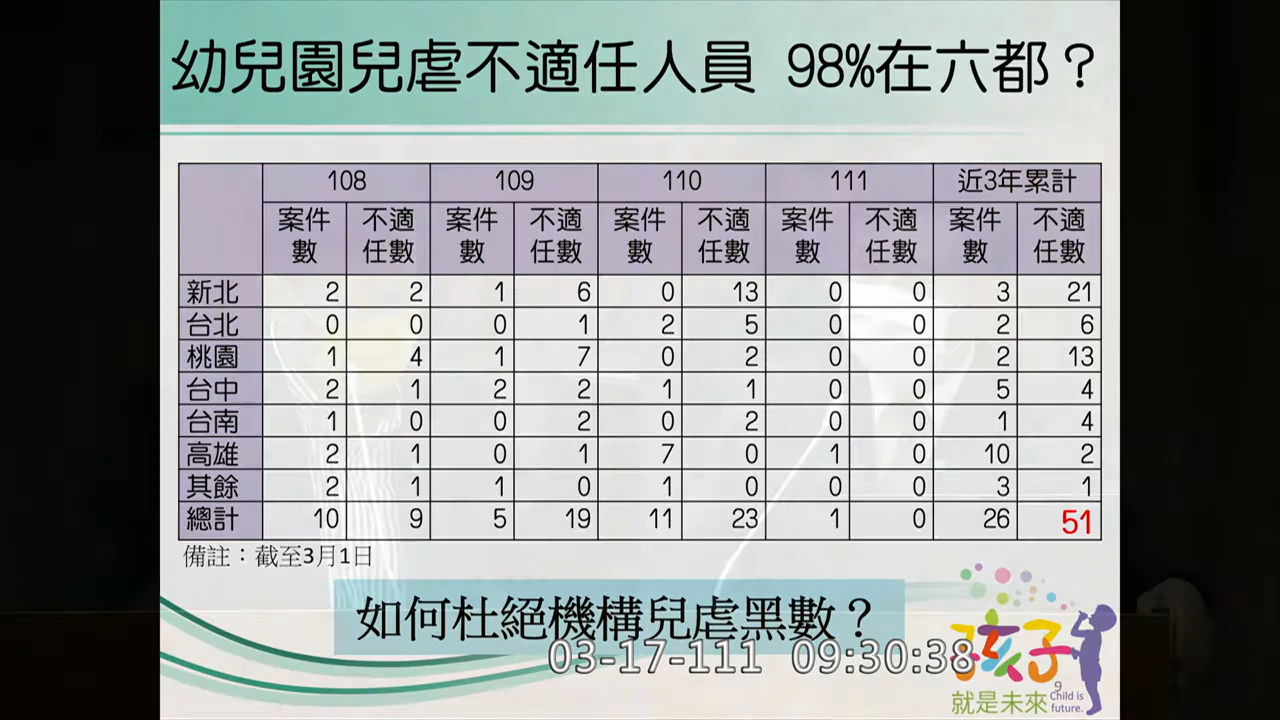 幼兒園兒虐不適任人員 98%在六都？
108 109 110 111 近3年累計
案件數 不適任數 案件數 不適任數 案件數 不適任數 案件數 不適任數 案件數 不適任數
新北 2 2 1 6 0 13 0 0 3 21
台北 0 0 0 1 2 5 0 0 2 6
桃園 1 4 1 7 0 2 0 0 2 13
台中 2 1 2 2 1 1 0 0 5 4
台南 1 0 0 2 0 2 0 0 1 4
高雄 2 1 0 1 7 0 1 0 10 2
其餘 2 1 1 0 1 0 0 0 3 1
總計 10 9 5 19 11 23 1 0 26 51
備註：截至3月1日
如何杜絕機構兒虐黑數？
03-17-111 09:30:38
孩子
9
就是未來 Child is future.